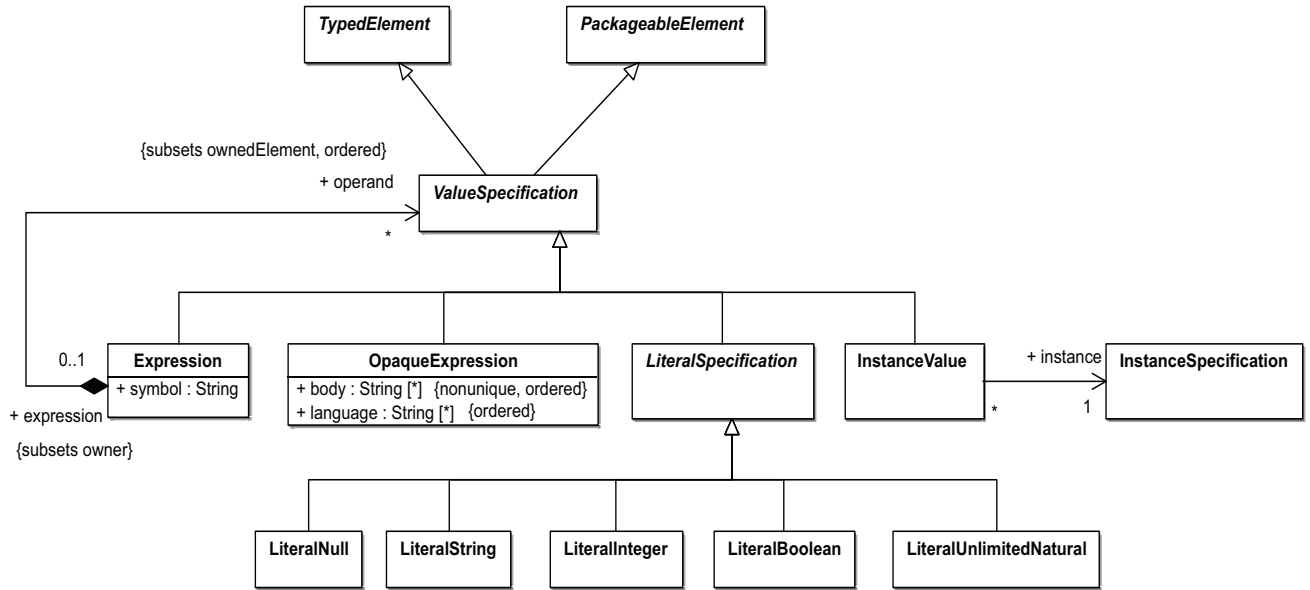 TypedElement
PackageableElement
{subsets ownedElement, ordered}
+ operand
ValueSpecification
*
0..1
Expression
+ symbol : String
+ expression
{subsets owner}
OpaqueExpression
+ body : String [*] {nonunique, ordered}
+ language : String [*] {ordered}
LiteralSpecification
InstanceValue
+ instance
*
1
InstanceSpecification
LiteralNull
LiteralString
LiteralInteger
LiteralBoolean
LiteralUnlimitedNatural